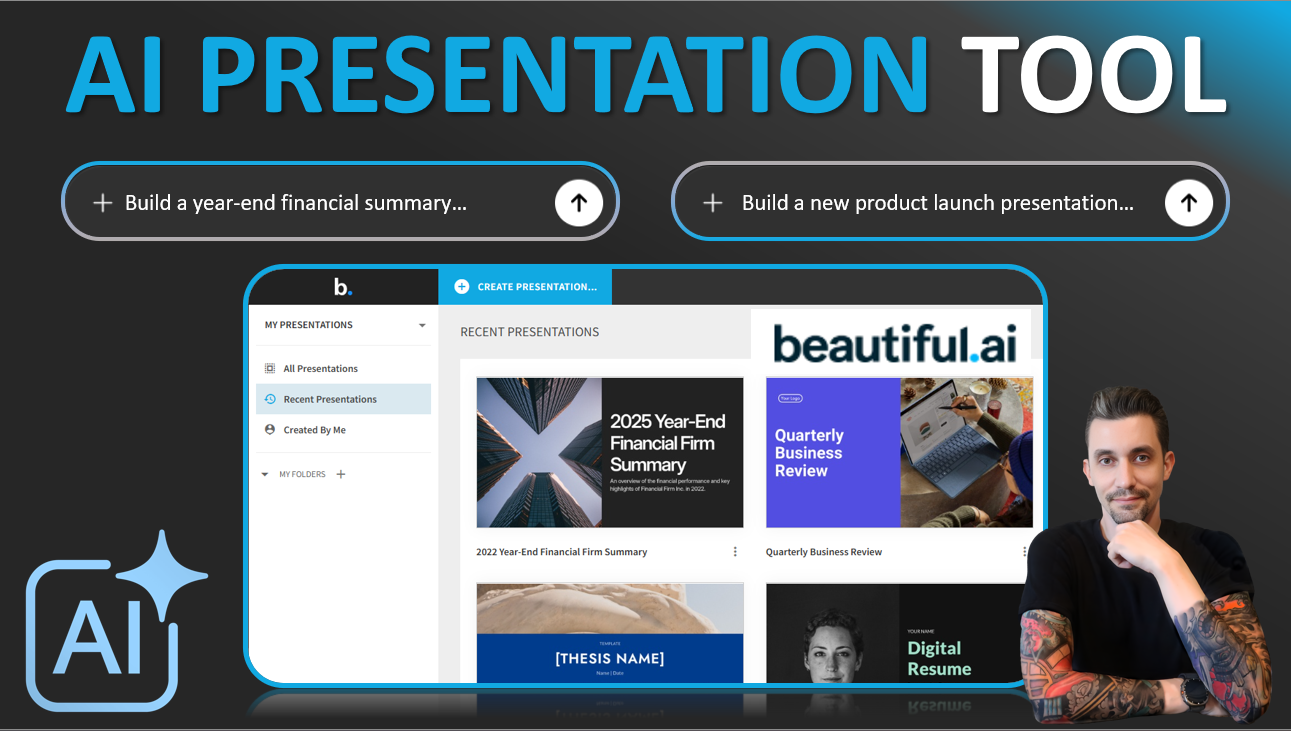 AI PRESENTATION TOOL
+ Build a year-end financial summary...
+ Build a new product launch presentation...
b.
CREATE PRESENTATION...
MY PRESENTATIONS
All Presentations
Recent Presentations
Created By Me
MY FOLDERS +
RECENT PRESENTATIONS
beautiful.ai
2025 Year-End
Financial Firm
Summary
An overview of the financial performance and key
highlights of Financial Firm Inc. in 2022.
2022 Year-End Financial Firm Summary
Your Logo
Quarterly
Business
Review
Quarterly Business Review
TEMPLATE
[THESIS NAME]
Name | Date
YOUR NAME
Digital
Resume
AI